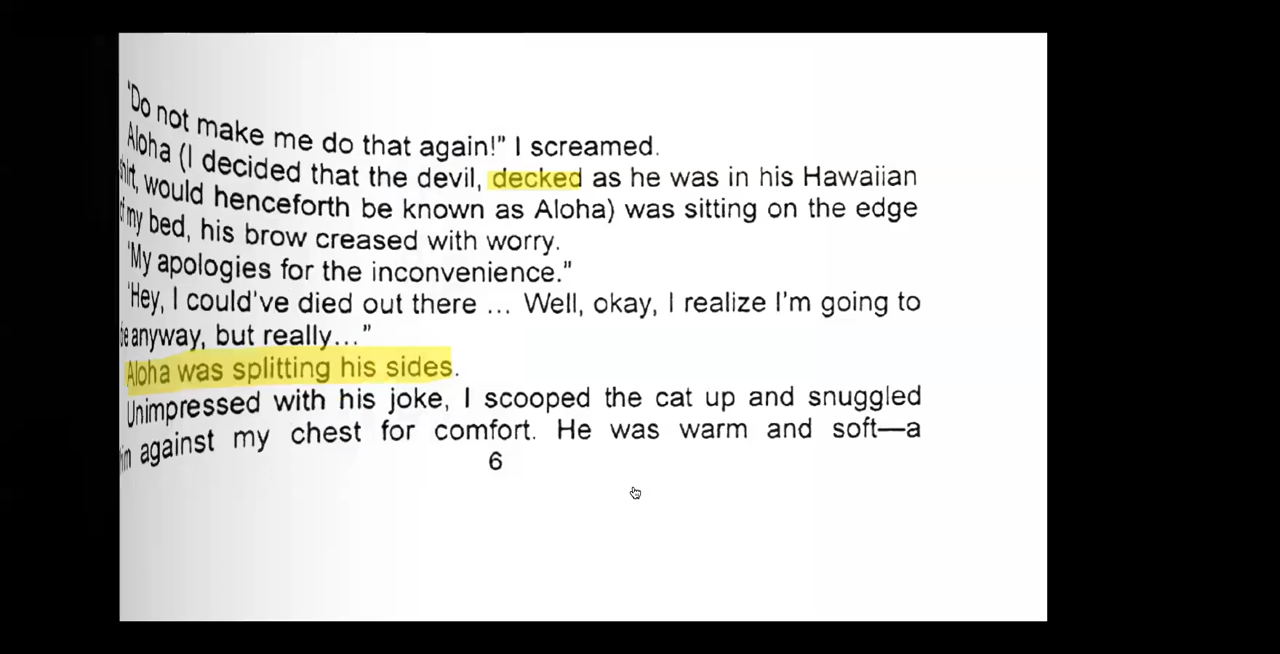 "Do not make me do that again!" I screamed.
Aloha (I decided that the devil, decked as he was in his Hawaiian
shirt, would henceforth be known as Aloha) was sitting on the edge
of my bed, his brow creased with worry.
"My apologies for the inconvenience."
"Hey, I could've died out there ... Well, okay, I realize I'm going to
anyway, but really..."
Aloha was splitting his sides.
Unimpressed with his joke, I scooped the cat up and snuggled
him against my chest for comfort. He was warm and soft—a
6